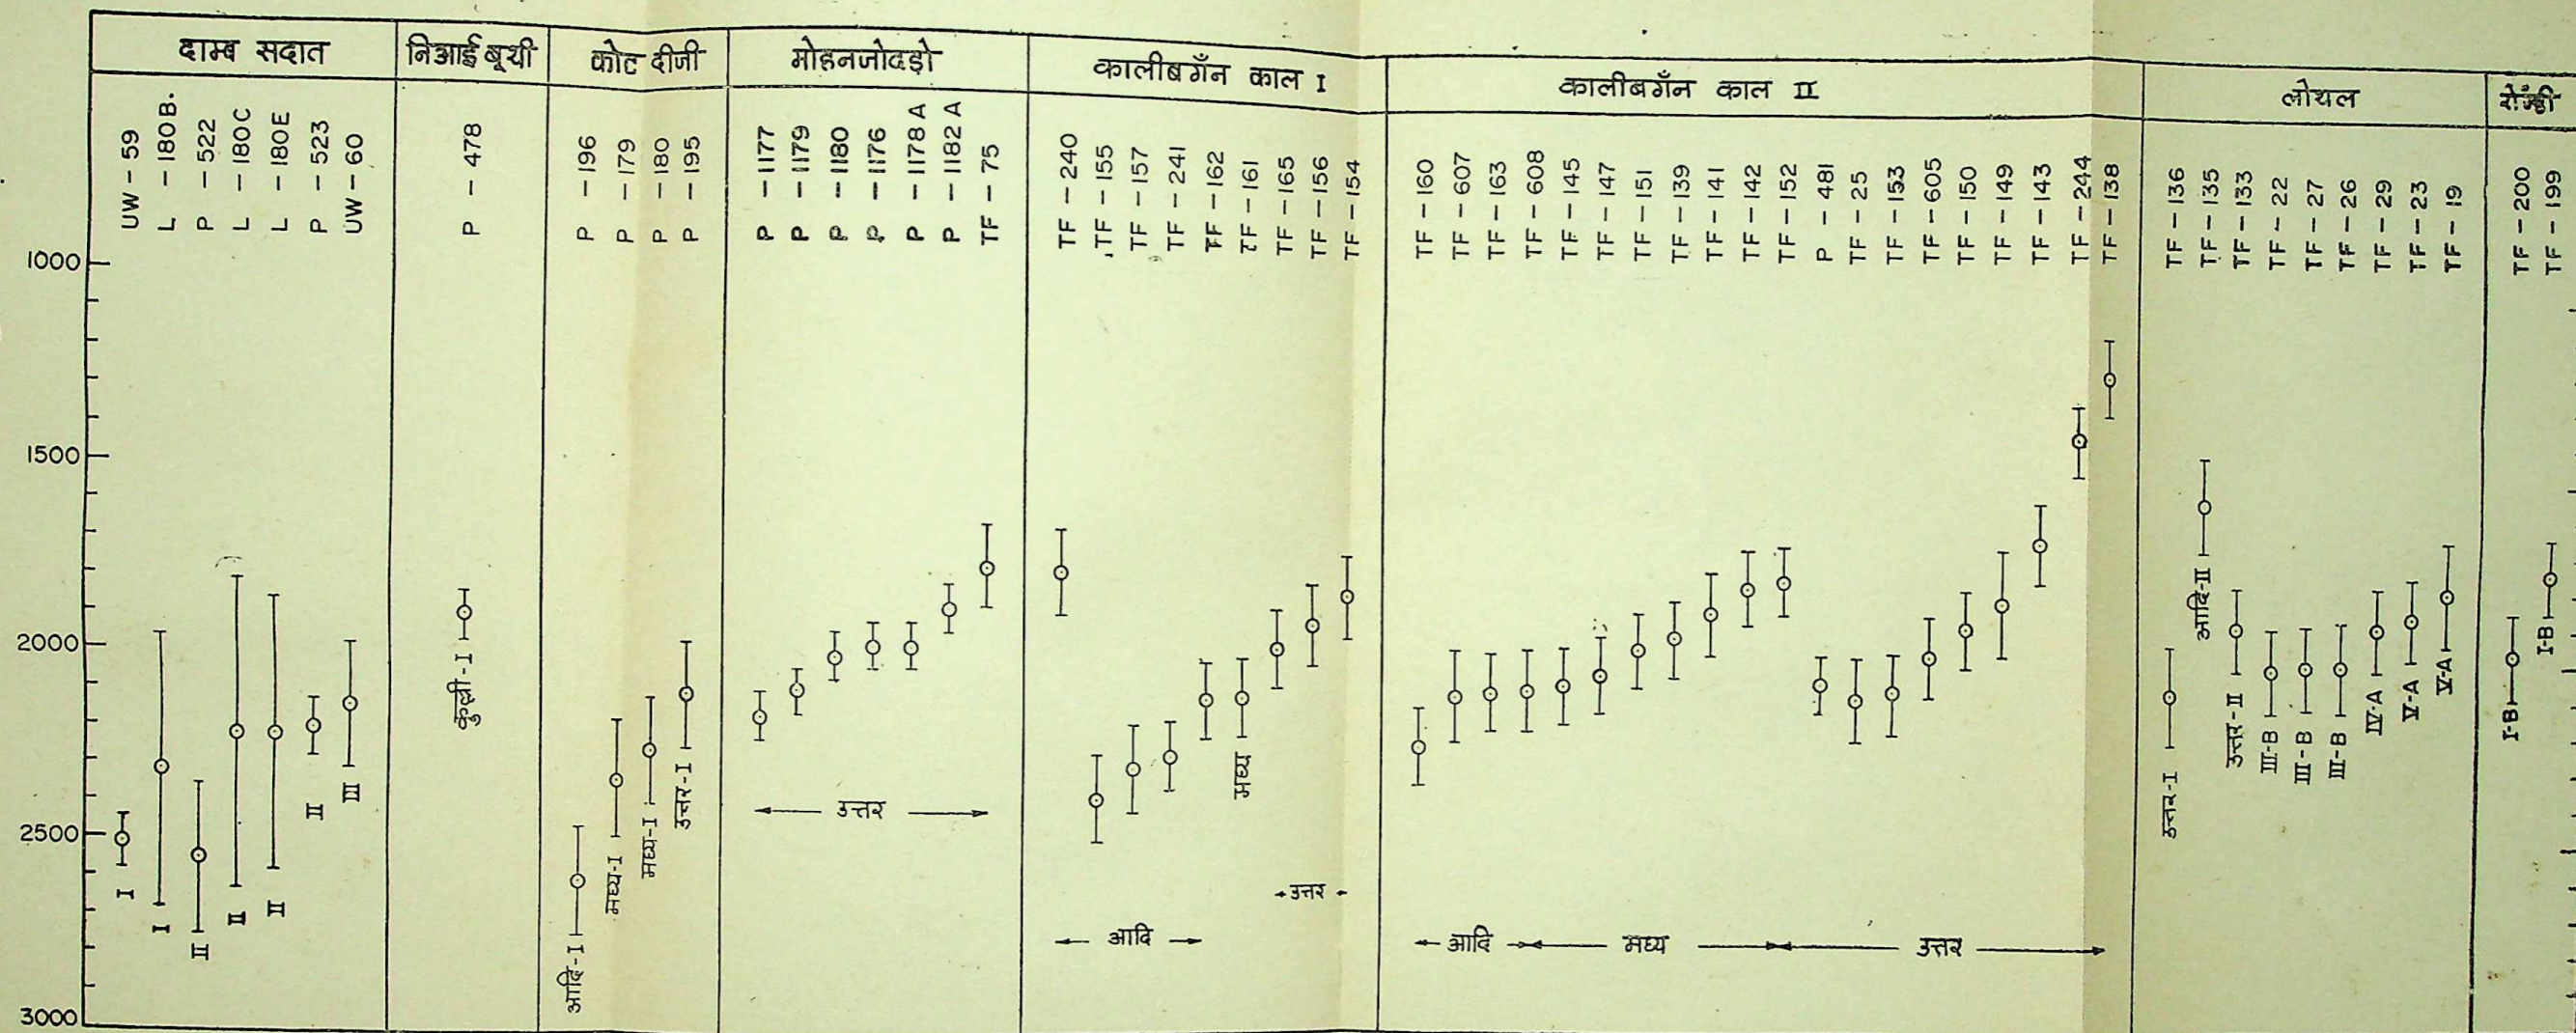 दाम्ब सदात
निआई बूथी
कोट दीजी
मोहनजोदड़ो
कालीबगँन काल I
कालीबगँन काल II
लोथल
UW - 59
L - 180B.
P - 522
L - 180C
L - 180E
P - 523
UW - 60
P - 478
P - 196
P - 179
P - 180
P - 195
P - 1177
P - 1179
P - 1180
P - 1176
P - 1178 A
P - 1182 A
TF - 75
TF - 240
TF - 155
TF - 157
TF - 241
TF - 162
TF - 161
TF - 165
TF - 156
TF - 154
TF - 160
TF - 607
TF - 163
TF - 608
TF - 145
TF - 147
TF - 151
TF - 139
TF - 141
TF - 142
TF - 152
P - 481
TF - 25
TF - 153
TF - 605
TF - 150
TF - 149
TF - 143
TF - 244
TF - 138
TF - 136
TF - 135
TF - 133
TF - 22
TF - 27
TF - 26
TF - 29
TF - 23
TF - 19
TF - 200
TF - 199
1000
1500
2000
2500
3000
I
I
II
II
II
II
III
कुल्ली-I
आदि-I
मध्य-I
मध्य-I
उत्तर-I
उत्तर
आदि
मध्य
उत्तर
आदि
मध्य
उत्तर
उत्तर-I
आदि-II
उत्तर-II
III-B
III-B
III-B
IV-A
V-A
V-A
I-B
I-B